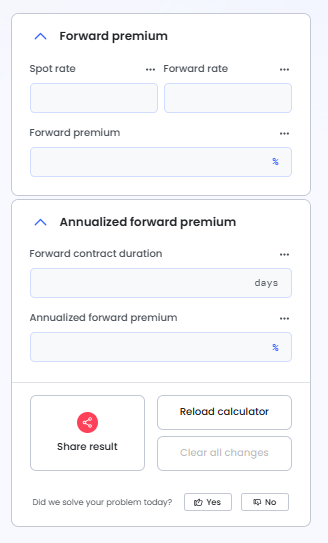 Forward premium
Spot rate ... Forward rate ...
Forward premium ...
%
Annualized forward premium
Forward contract duration ...
days
Annualized forward premium ...
%
Share result
Reload calculator
Clear all changes
Did we solve your problem today? Yes No